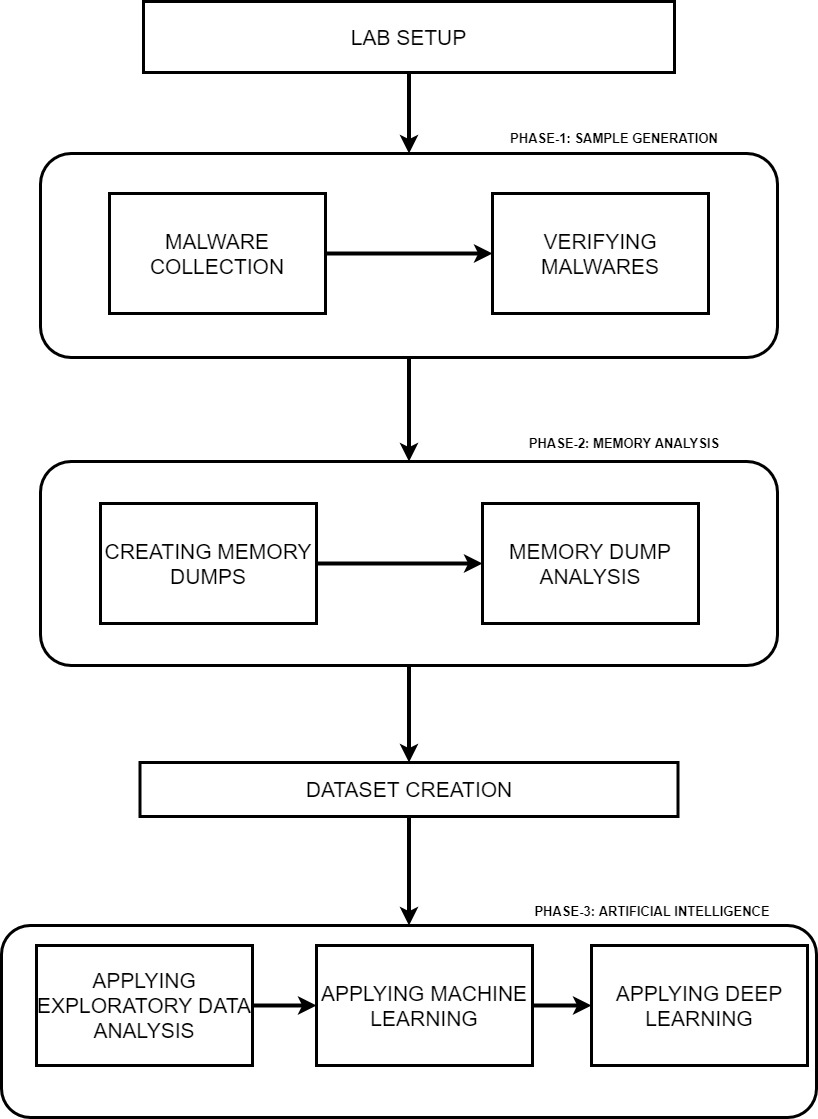 LAB SETUP
PHASE-1: SAMPLE GENERATION
MALWARE
COLLECTION
VERIFYING
MALWARES
PHASE-2: MEMORY ANALYSIS
CREATING MEMORY
DUMPS
MEMORY DUMP
ANALYSIS
DATASET CREATION
PHASE-3: ARTIFICIAL INTELLIGENCE
APPLYING
EXPLORATORY DATA
ANALYSIS
APPLYING MACHINE
LEARNING
APPLYING DEEP
LEARNING